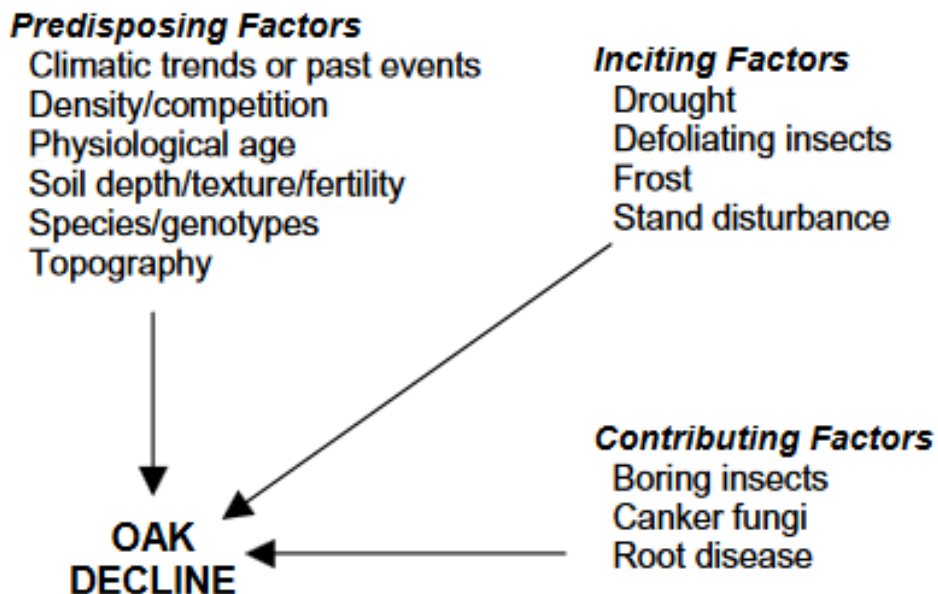 Predisposing Factors
Climatic trends or past events
Density/competition
Physiological age
Soil depth/texture/fertility
Species/genotypes
Topography
Inciting Factors
Drought
Defoliating insects
Frost
Stand disturbance
Contributing Factors
Boring insects
Canker fungi
Root disease
OAK
DECLINE